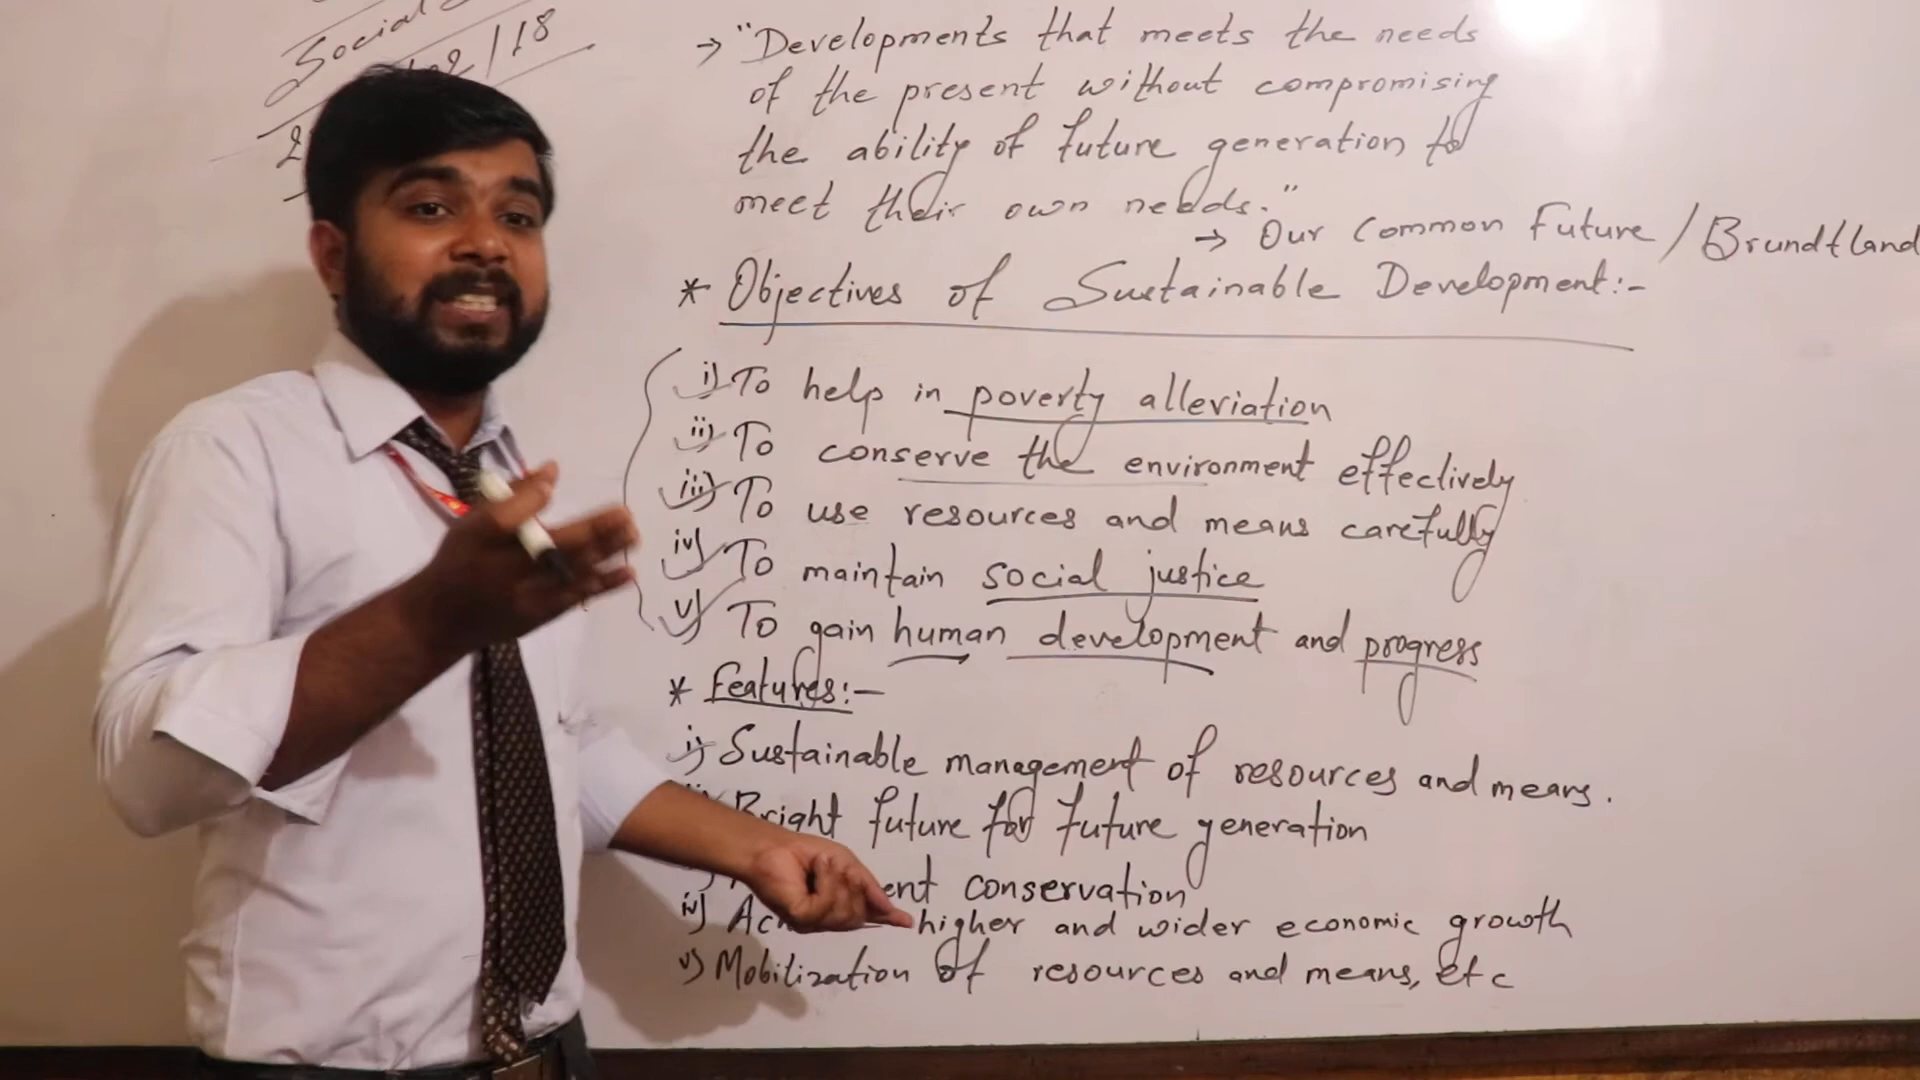 Social
/18
→ "Developments that meets the needs
of the present without compromising
the ability of future generation to
meet their own needs."
→ Our Common Future / Brundtland
* Objectives of Sustainable Development:-
i) To help in poverty alleviation
ii) To conserve the environment effectively
iii) To use resources and means carefully
iv) To maintain social justice
v) To gain human development and progress
* Features:-
i) Sustainable management of resources and means.
Bright future for future generation
conservation
iv) higher and wider economic growth
v) Mobilization of resources and means, etc